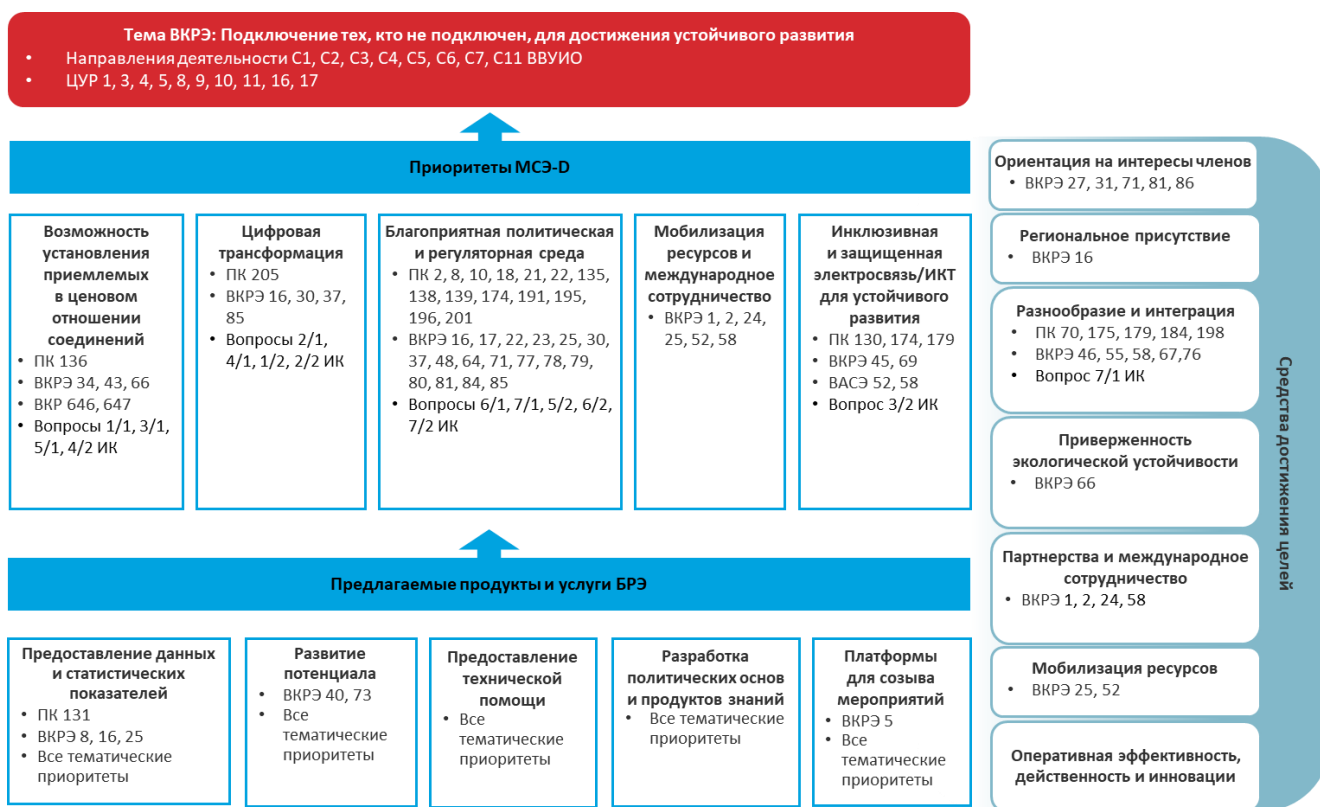 Тема ВКРЭ: Подключение тех, кто не подключен, для достижения устойчивого развития
• Направления деятельности С1, С2, С3, С4, С5, С6, С7, С11 ВВУИО
• ЦУР 1, 3, 4, 5, 8, 9, 10, 11, 16, 17
Приоритеты МСЭ-D
Возможность
установления
приемлемых
в ценовом
отношении
соединений
• ПК 136
• ВКРЭ 34, 43, 66
• ВКР 646, 647
• Вопросы 1/1, 3/1,
5/1, 4/2 ИК
Цифровая
трансформация
• ПК 205
• ВКРЭ 16, 30, 37,
85
• Вопросы 2/1,
4/1, 1/2, 2/2 ИК
Благоприятная политическая
и регуляторная среда
• ПК 2, 8, 10, 18, 21, 22, 135,
138, 139, 174, 191, 195,
196, 201
• ВКРЭ 16, 17, 22, 23, 25, 30,
37, 48, 64, 71, 77, 78, 79,
80, 81, 84, 85
• Вопросы 6/1, 7/1, 5/2, 6/2,
7/2 ИК
Мобилизация
ресурсов и
международное
сотрудничество
• ВКРЭ 1, 2, 24,
25, 52, 58
Инклюзивная
и защищенная
электросвязь/ИКТ
для устойчивого
развития
• ПК 130, 174, 179
• ВКРЭ 45, 69
• ВАСЭ 52, 58
• Вопрос 3/2 ИК
Предлагаемые продукты и услуги БРЭ
Предоставление данных
и статистических
показателей
• ПК 131
• ВКРЭ 8, 16, 25
• Все тематические
приоритеты
Развитие
потенциала
• ВКРЭ 40, 73
• Все
тематические
приоритеты
Предоставление
технической
помощи
• Все
тематические
приоритеты
Разработка
политических основ
и продуктов знаний
• Все тематические
приоритеты
Платформы
для созыва
мероприятий
• ВКРЭ 5
• Все
тематические
приоритеты
Ориентация на интересы членов
• ВКРЭ 27, 31, 71, 81, 86
Региональное присутствие
• ВКРЭ 16
Разнообразие и интеграция
• ПК 70, 175, 179, 184, 198
• ВКРЭ 46, 55, 58, 67,76
• Вопрос 7/1 ИК
Приверженность
экологической устойчивости
• ВКРЭ 66
Партнерства и международное
сотрудничество
• ВКРЭ 1, 2, 24, 58
Мобилизация ресурсов
• ВКРЭ 25, 52
Оперативная эффективность,
действенность и инновации
Средства достижения целей